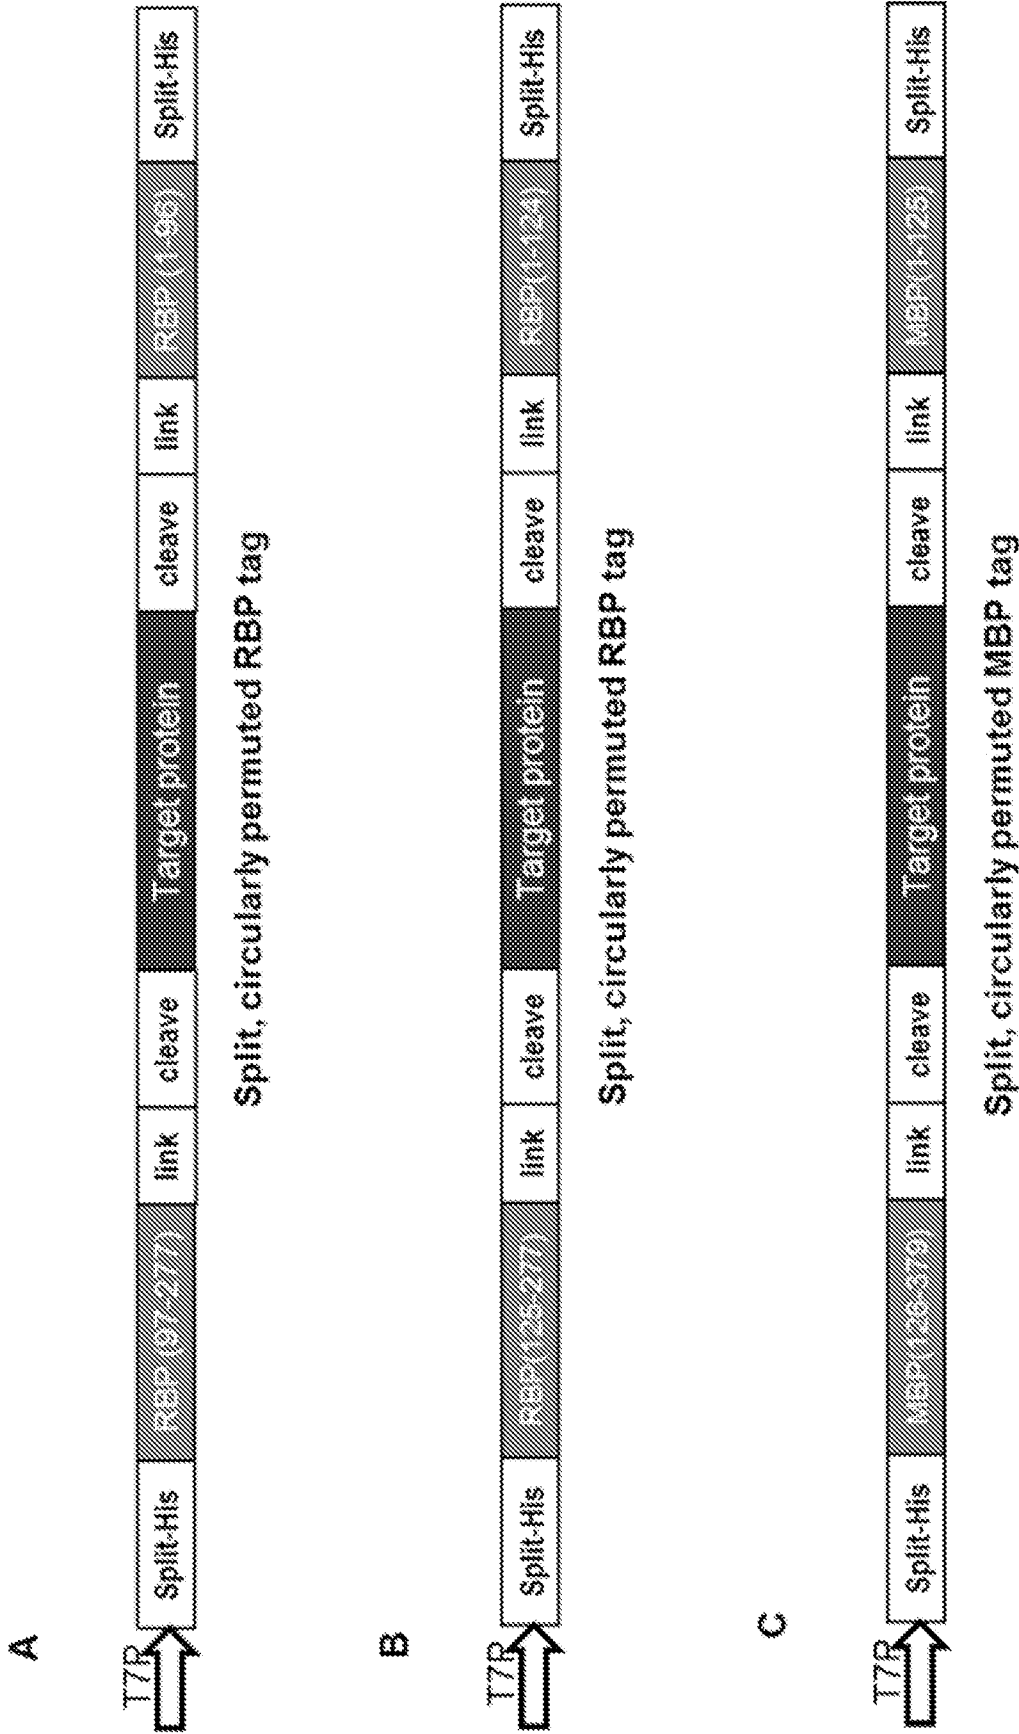 A
T7P
Split-His RBP (97-277) link cleave Target protein cleave link RBP (1-96) Split-His
Split, circularly permuted RBP tag
B
T7P
Split-His RBP(125-277) link cleave Target protein cleave link RBP(1-124) Split-His
Split, circularly permuted RBP tag
C
T7P
Split-His MBP(126-370) link cleave Target protein cleave link MBP(1-125) Split-His
Split, circularly permuted MBP tag